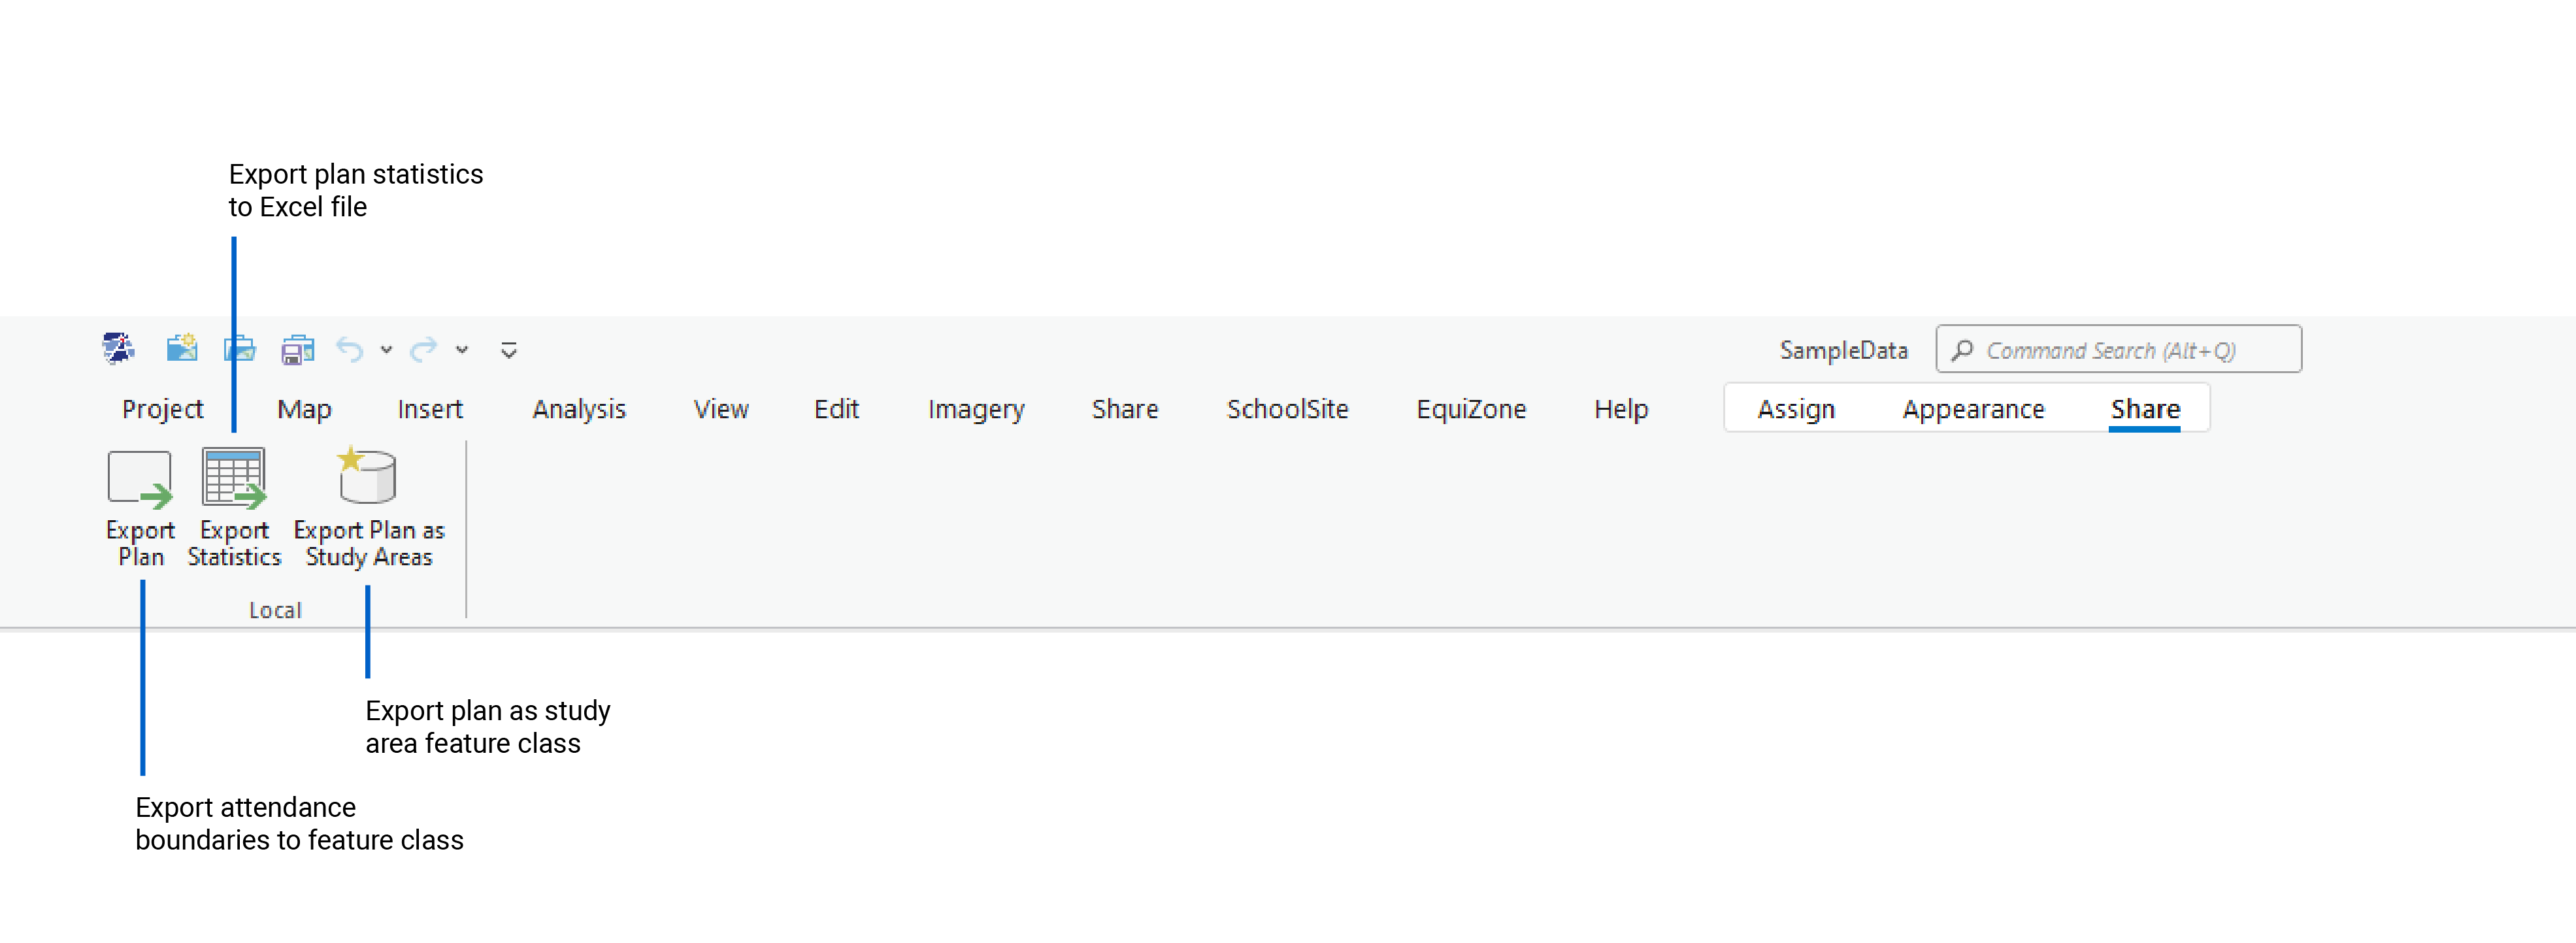 Export plan statistics
to Excel file
SampleData
Command Search (Alt+Q)
Project Map Insert Analysis View Edit Imagery Share SchoolSite EquiZone Help Assign Appearance Share
Export
Plan
Export
Statistics
Export Plan as
Study Areas
Local
Export plan as study
area feature class
Export attendance
boundaries to feature class